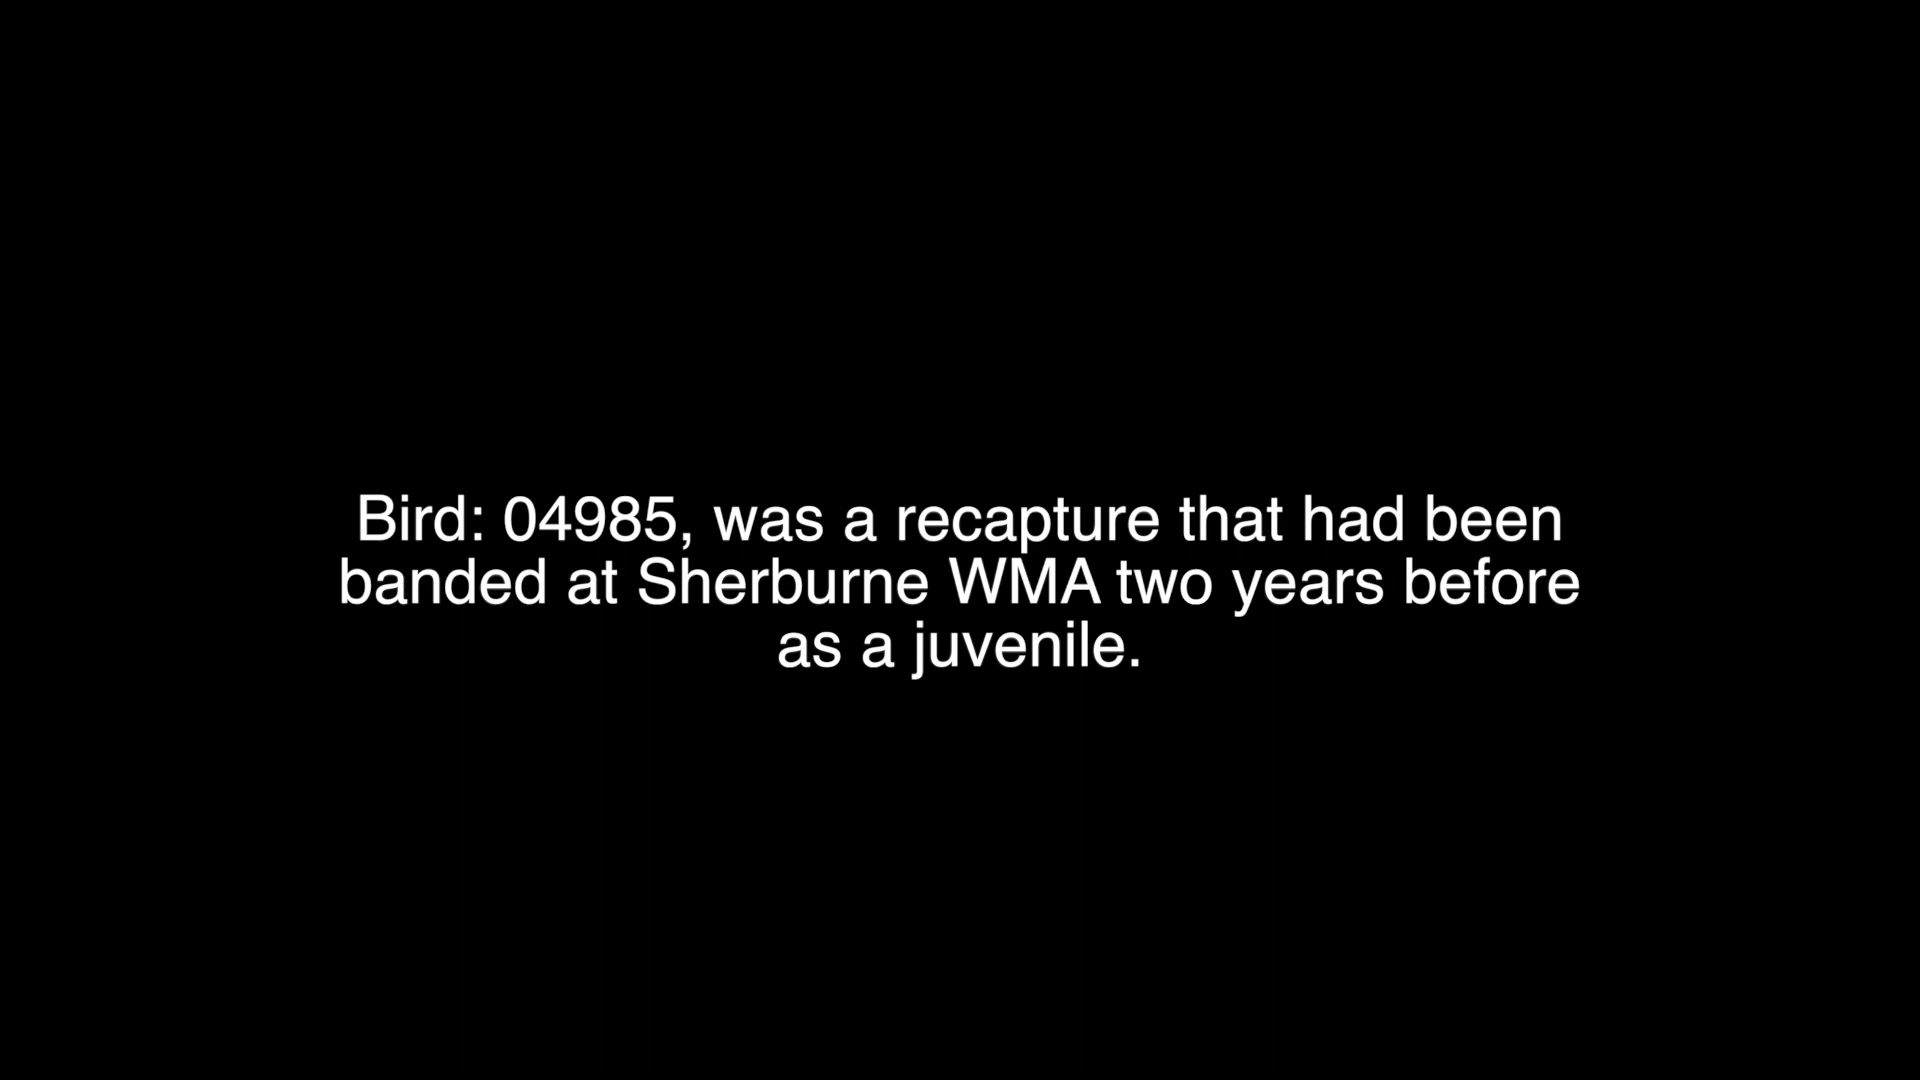 Bird: 04985, was a recapture that had been
banded at Sherburne WMA two years before
as a juvenile.